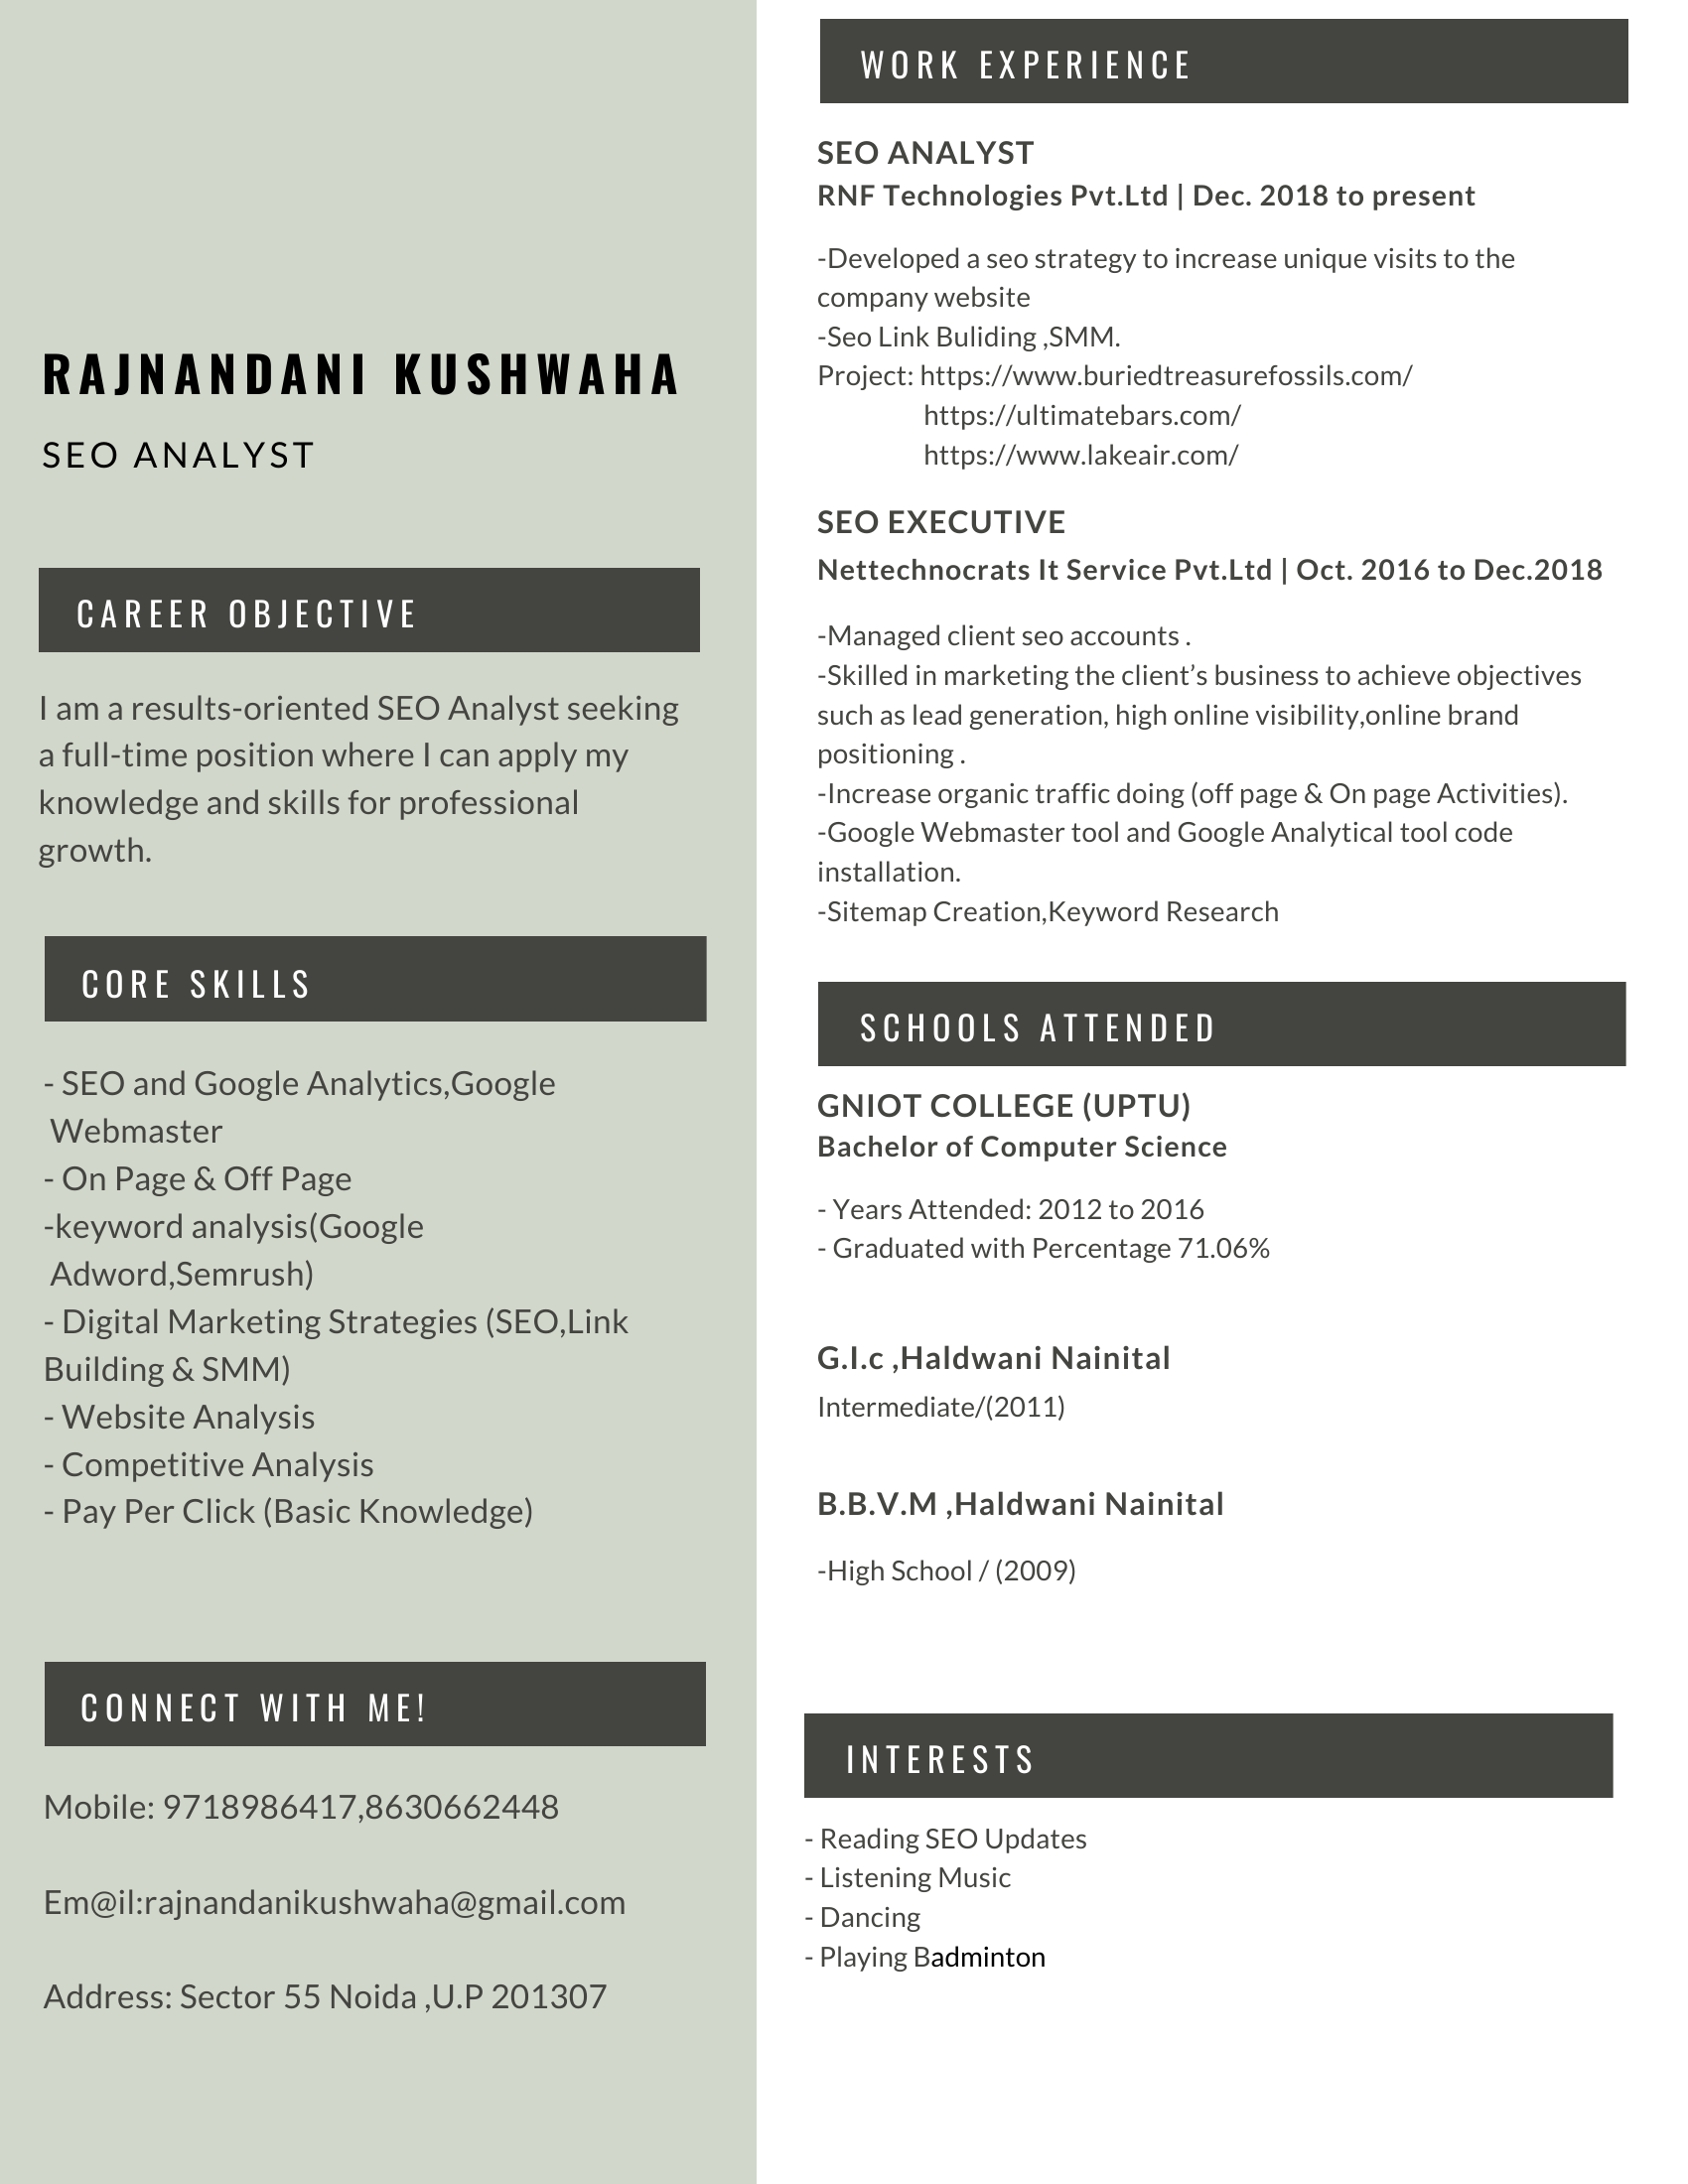 RAJNANDANI KUSHWAHA
SEO ANALYST
CAREER OBJECTIVE
I am a results-oriented SEO Analyst seeking
a full-time position where I can apply my
knowledge and skills for professional
growth.
CORE SKILLS
- SEO and Google Analytics,Google
Webmaster
- On Page & Off Page
-keyword analysis(Google
Adword,Semrush)
- Digital Marketing Strategies (SEO,Link
Building & SMM)
- Website Analysis
- Competitive Analysis
- Pay Per Click (Basic Knowledge)
CONNECT WITH ME!
Mobile: 9718986417,8630662448
Em@il:rajnandanikushwaha@gmail.com
Address: Sector 55 Noida ,U.P 201307
WORK EXPERIENCE
SEO ANALYST
RNF Technologies Pvt.Ltd | Dec. 2018 to present
-Developed a seo strategy to increase unique visits to the
company website
-Seo Link Buliding ,SMM.
Project: https://www.buriedtreasurefossils.com/
https://ultimatebars.com/
https://www.lakeair.com/
SEO EXECUTIVE
Nettechnocrats It Service Pvt.Ltd | Oct. 2016 to Dec.2018
-Managed client seo accounts .
-Skilled in marketing the client’s business to achieve objectives
such as lead generation, high online visibility,online brand
positioning .
-Increase organic traffic doing (off page & On page Activities).
-Google Webmaster tool and Google Analytical tool code
installation.
-Sitemap Creation,Keyword Research
SCHOOLS ATTENDED
GNIOT COLLEGE (UPTU)
Bachelor of Computer Science
- Years Attended: 2012 to 2016
- Graduated with Percentage 71.06%
G.I.c ,Haldwani Nainital
Intermediate/(2011)
B.B.V.M ,Haldwani Nainital
-High School / (2009)
INTERESTS
- Reading SEO Updates
- Listening Music
- Dancing
- Playing Badminton